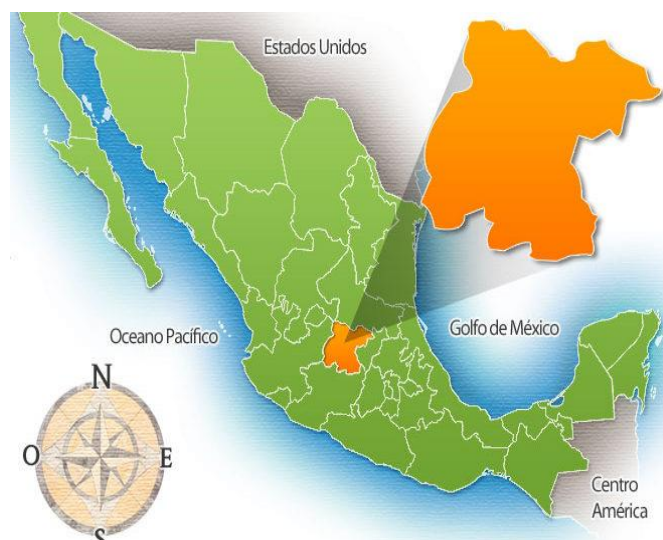 Estados Unidos
Oceano Pacífico
Golfo de México
N
O
E
S
Centro
América